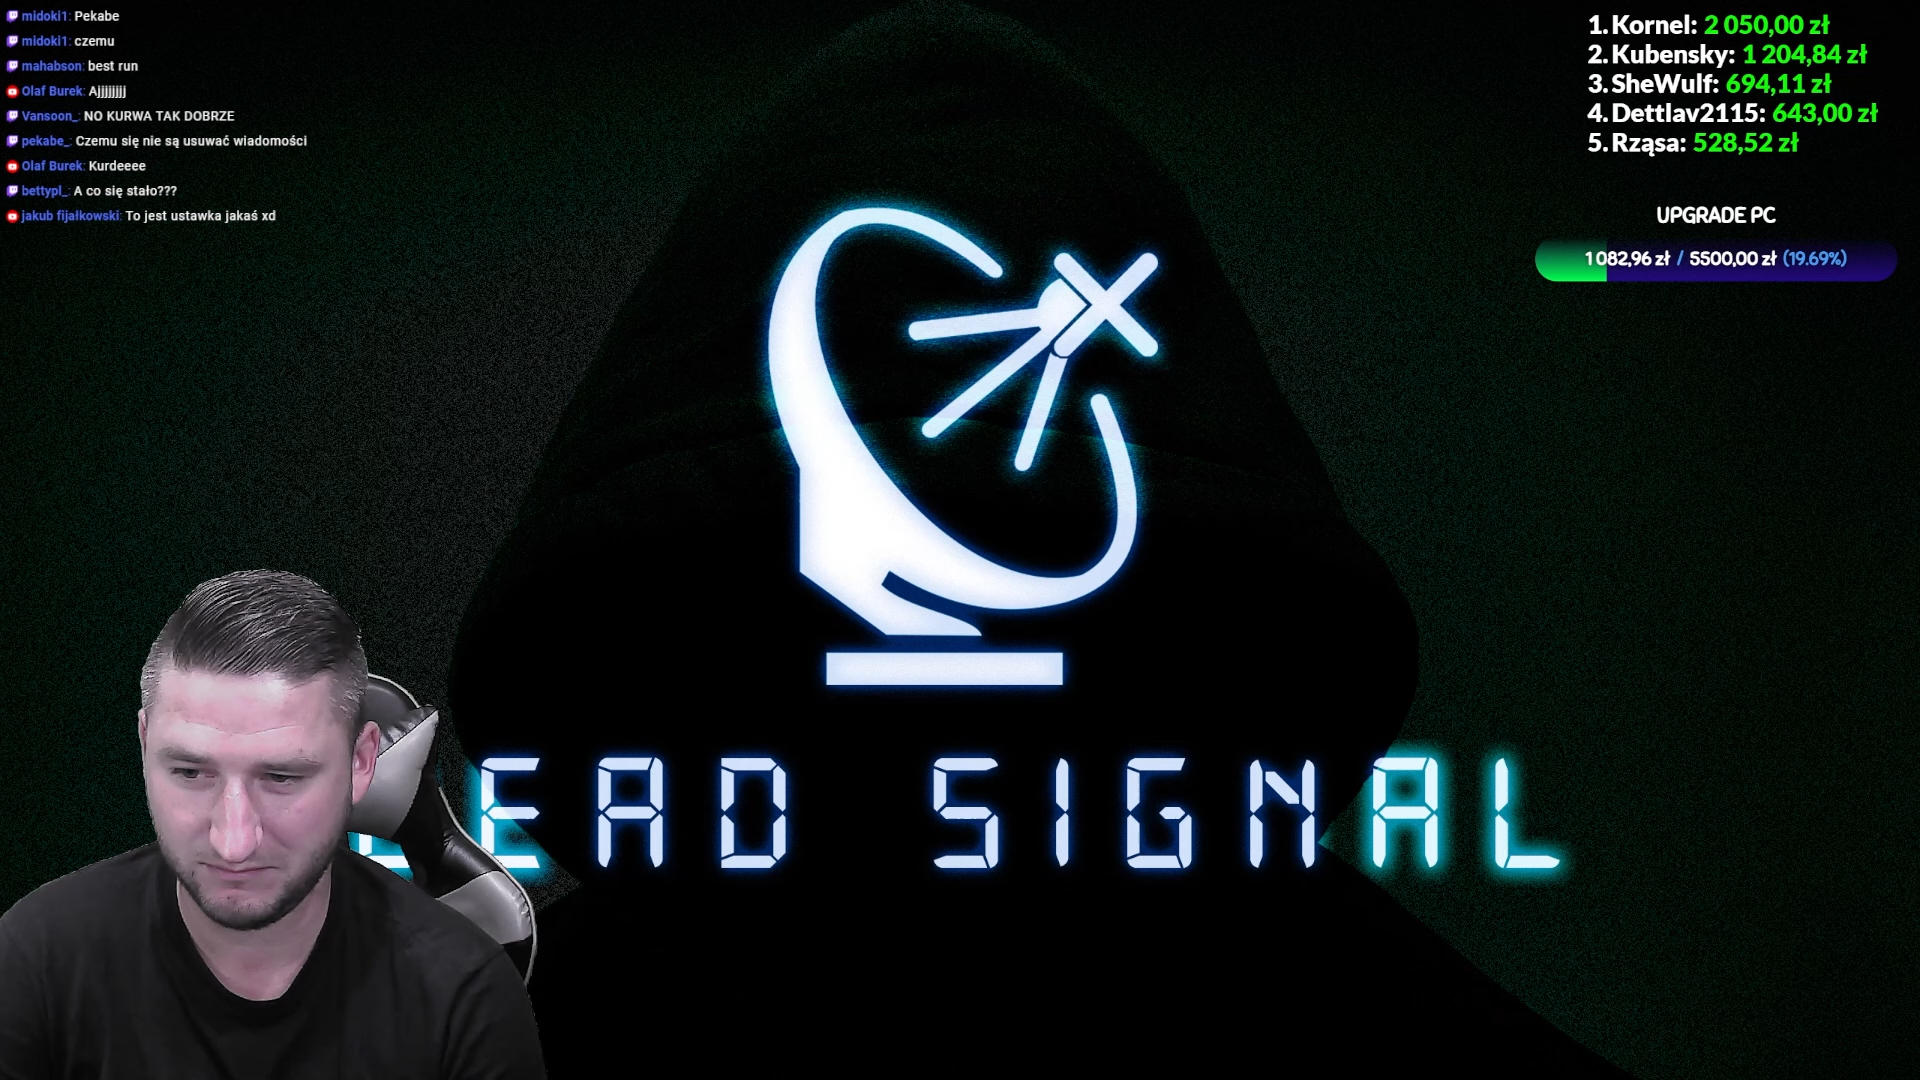 midoki1: Pekabe
midoki1: czemu
mahabson: best run
Olaf Burek: Ajjjjjjjj
Vansoon_: NO KURWA TAK DOBRZE
pekabe_: Czemu się nie są usuwać wiadomości
Olaf Burek: Kurdeeee
bettypl_: A co się stało???
jakub fijałkowski: To jest ustawka jakaś xd
1. Kornel: 2 050,00 zł
2. Kubensky: 1 204,84 zł
3. SheWulf: 694,11 zł
4. Dettlav2115: 643,00 zł
5. Rząsa: 528,52 zł
UPGRADE PC
1 082,96 zł / 5500,00 zł (19.69%)
DEAD SIGNAL